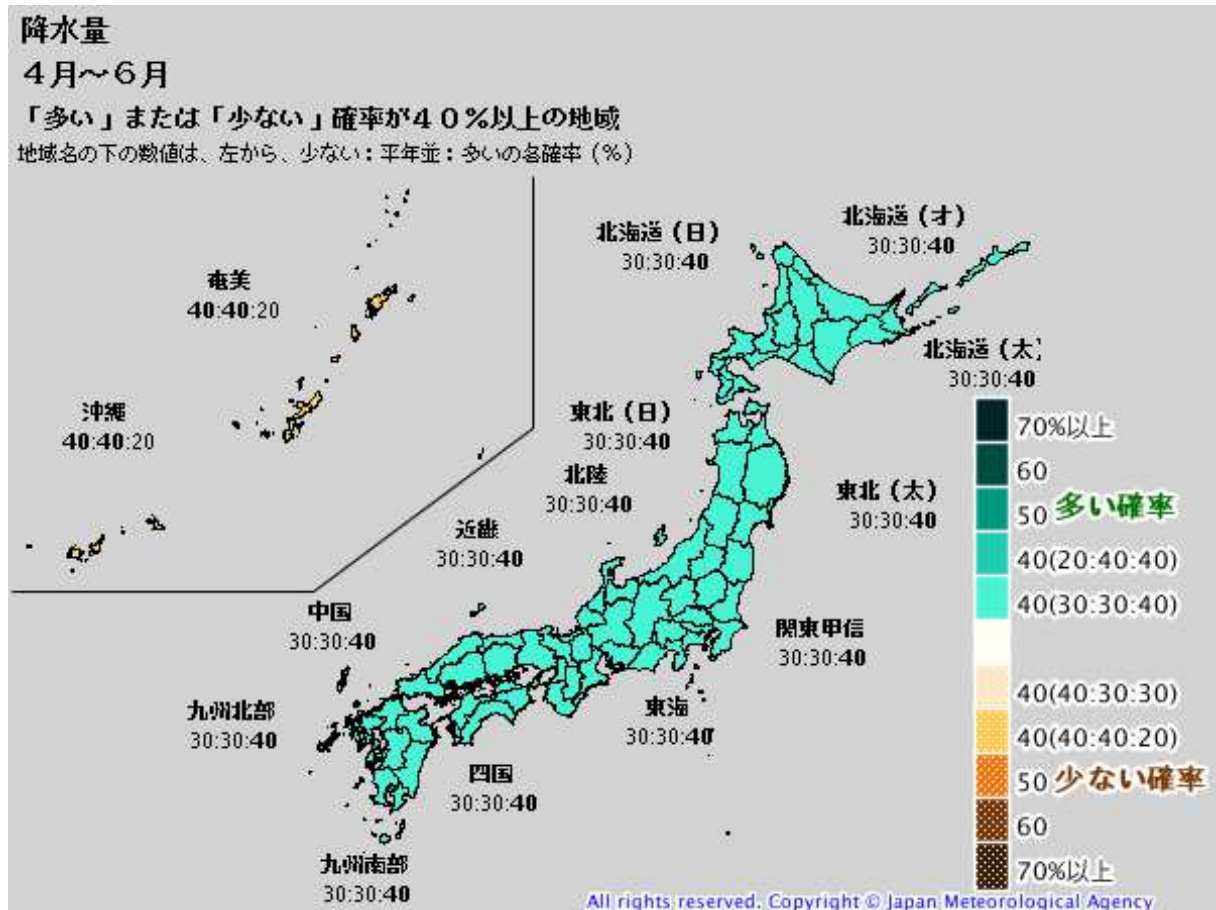 降水量
4月～6月
「多い」または「少ない」確率が40%以上の地域
地域名の下の数値は、左から、少ない：平年並：多いの各確率（%）
北海道（日）
30:30:40
北海道（オ）
30:30:40
奄美
40:40:20
北海道（太）
30:30:40
沖縄
40:40:20
東北（日）
30:30:40
北陸
30:30:40
東北（太）
30:30:40
近畿
30:30:40
中国
30:30:40
関東甲信
30:30:40
九州北部
30:30:40
東海
30:30:40
四国
30:30:40
九州南部
30:30:40
70%以上
60
50 多い確率
40(20:40:40)
40(30:30:40)
40(40:30:30)
40(40:40:20)
50 少ない確率
60
70%以上
All rights reserved. Copyright © Japan Meteorological Agency